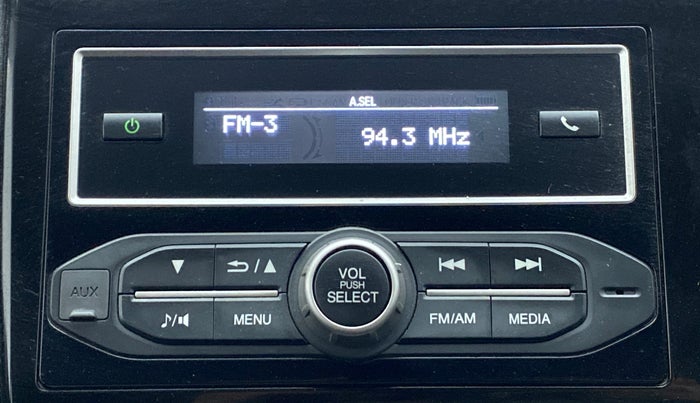 A.SEL
FM-3
94.3 MHz
VOL
PUSH
SELECT
AUX
MENU
FM/AM
MEDIA